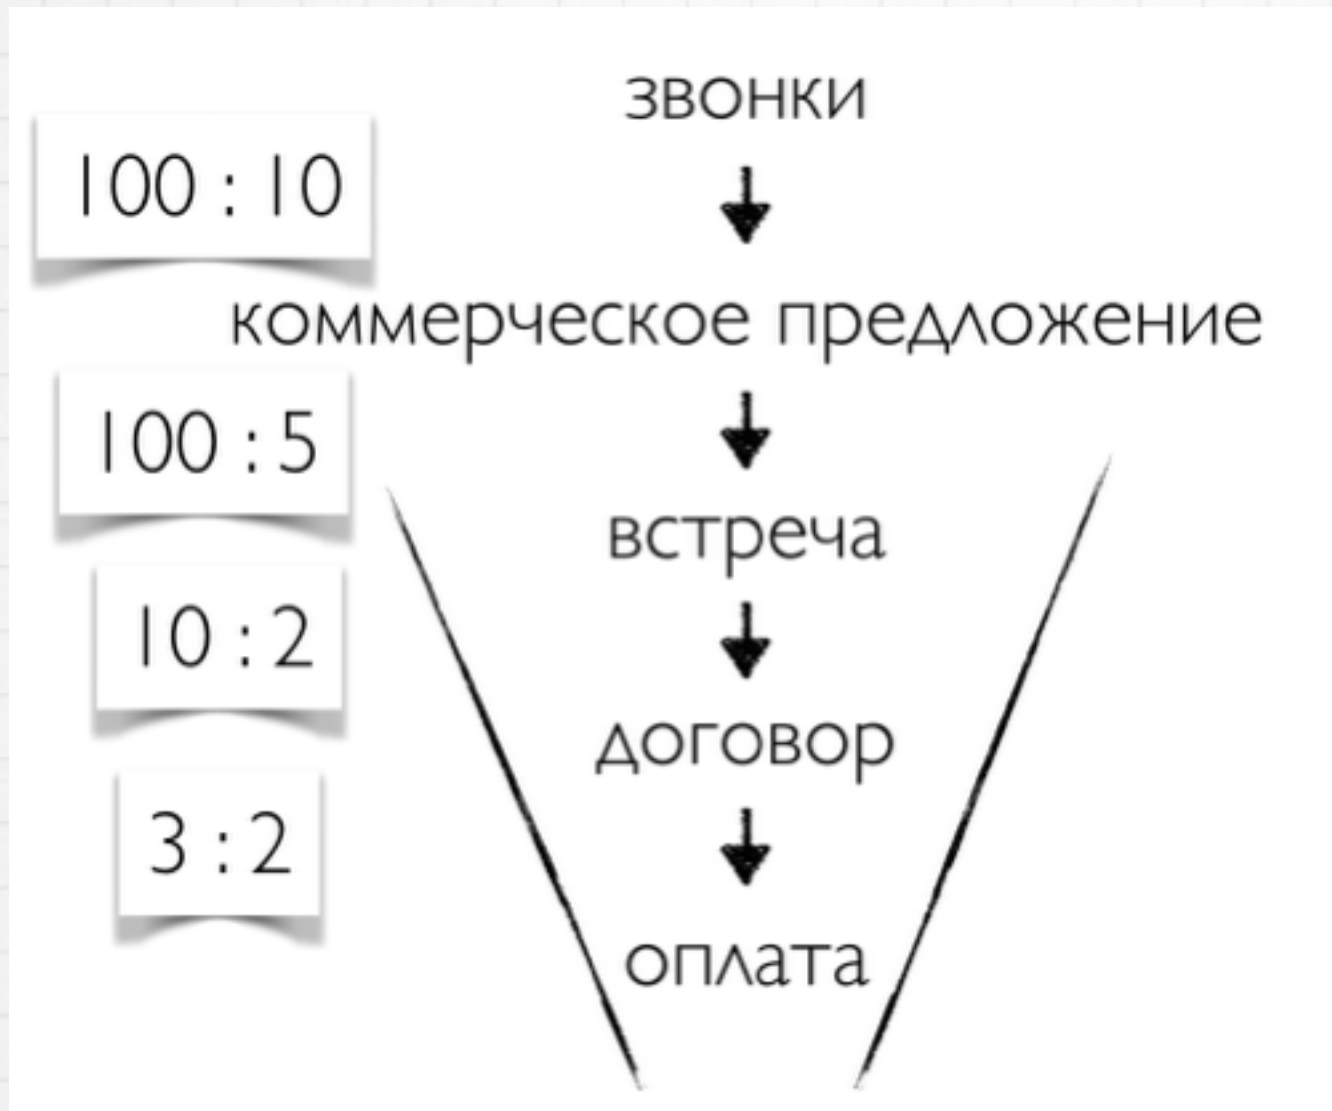 звонки
100 : 10
коммерческое предложение
100 : 5
встреча
10 : 2
договор
3 : 2
оплата